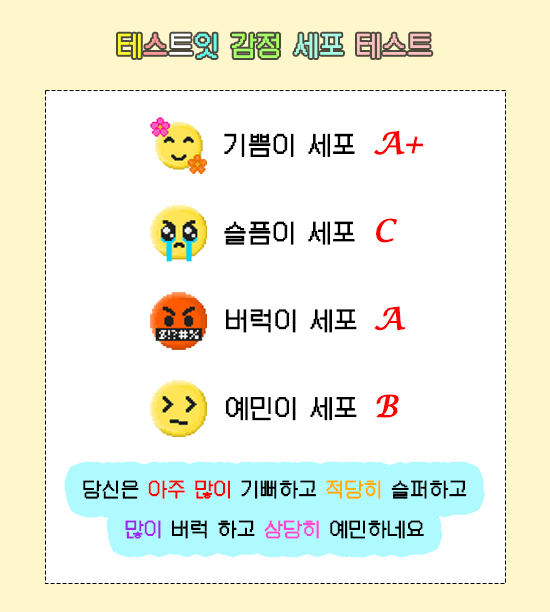 테스트잇 감정 세포 테스트
기쁨이 세포 A+
슬픔이 세포 C
버럭이 세포 A
$!?#%
예민이 세포 B
당신은 아주 많이 기뻐하고 적당히 슬퍼하고
많이 버럭 하고 상당히 예민하네요